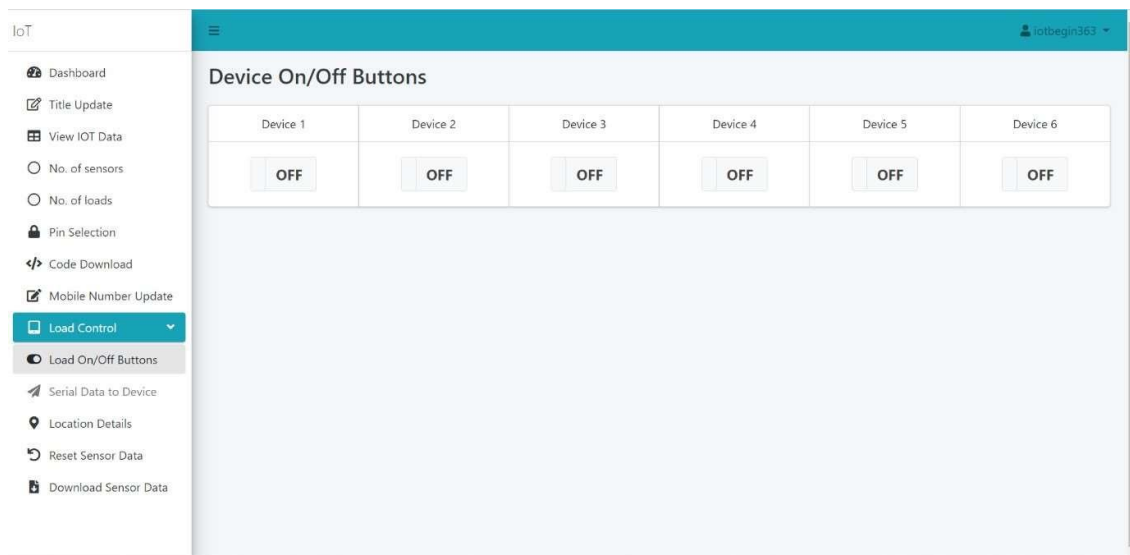 IoT
iotbegin363
Dashboard
Title Update
View IOT Data
No. of sensors
No. of loads
Pin Selection
Code Download
Mobile Number Update
Load Control
Load On/Off Buttons
Serial Data to Device
Location Details
Reset Sensor Data
Download Sensor Data
Device On/Off Buttons
Device 1 Device 2 Device 3 Device 4 Device 5 Device 6
OFF OFF OFF OFF OFF OFF